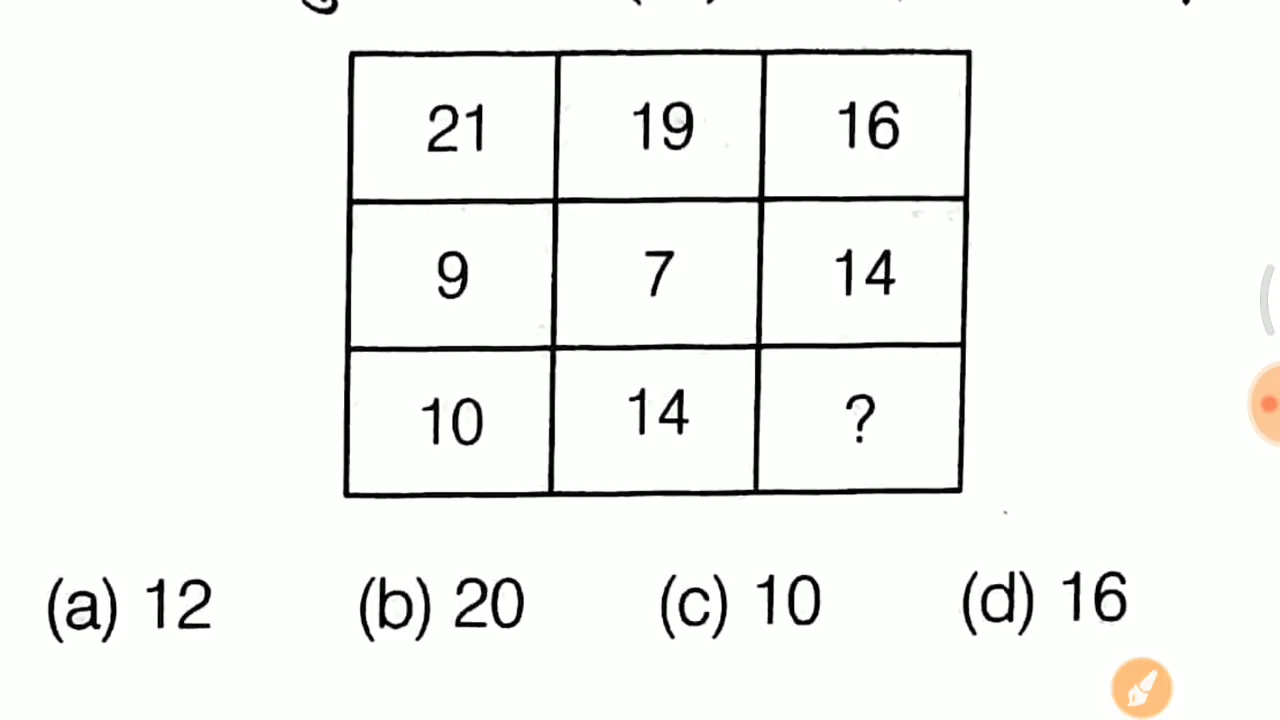 21 19 16
9 7 14
10 14 ?
(a) 12 (b) 20 (c) 10 (d) 16